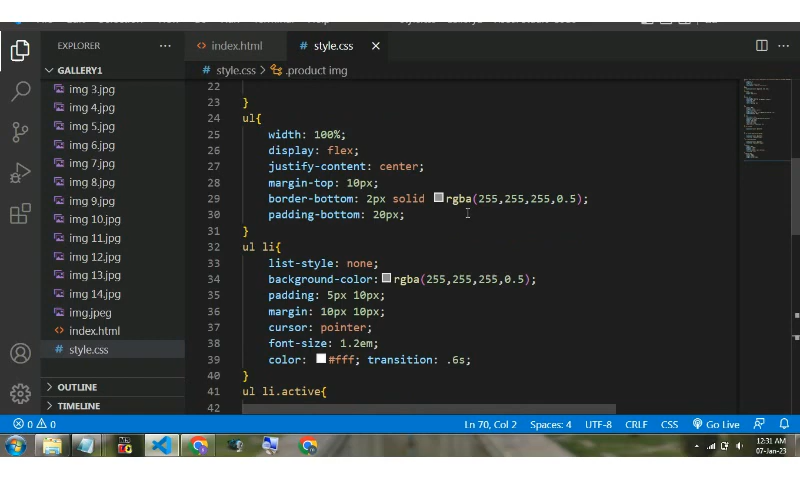 EXPLORER
index.html
style.css
GALLERY1
style.css > .product img
img 3.jpg
img 4.jpg
img 5.jpg
img 6.jpg
img 7.jpg
img 8.jpg
img 9.jpg
img 10.jpg
img 11.jpg
img 12.jpg
img 13.jpg
img 14.jpg
img.jpeg
index.html
style.css
OUTLINE
TIMELINE
22
23 }
24 ul{
25 width: 100%;
26 display: flex;
27 justify-content: center;
28 margin-top: 10px;
29 border-bottom: 2px solid rgba(255,255,255,0.5);
30 padding-bottom: 20px;
31 }
32 ul li{
33 list-style: none;
34 background-color: rgba(255,255,255,0.5);
35 padding: 5px 10px;
36 margin: 10px 10px;
37 cursor: pointer;
38 font-size: 1.2em;
39 color: #fff; transition: .6s;
40 }
41 ul li.active{
42
0 0 Ln 70, Col 2 Spaces: 4 UTF-8 CRLF CSS Go Live
12:31 AM
07-Jan-23